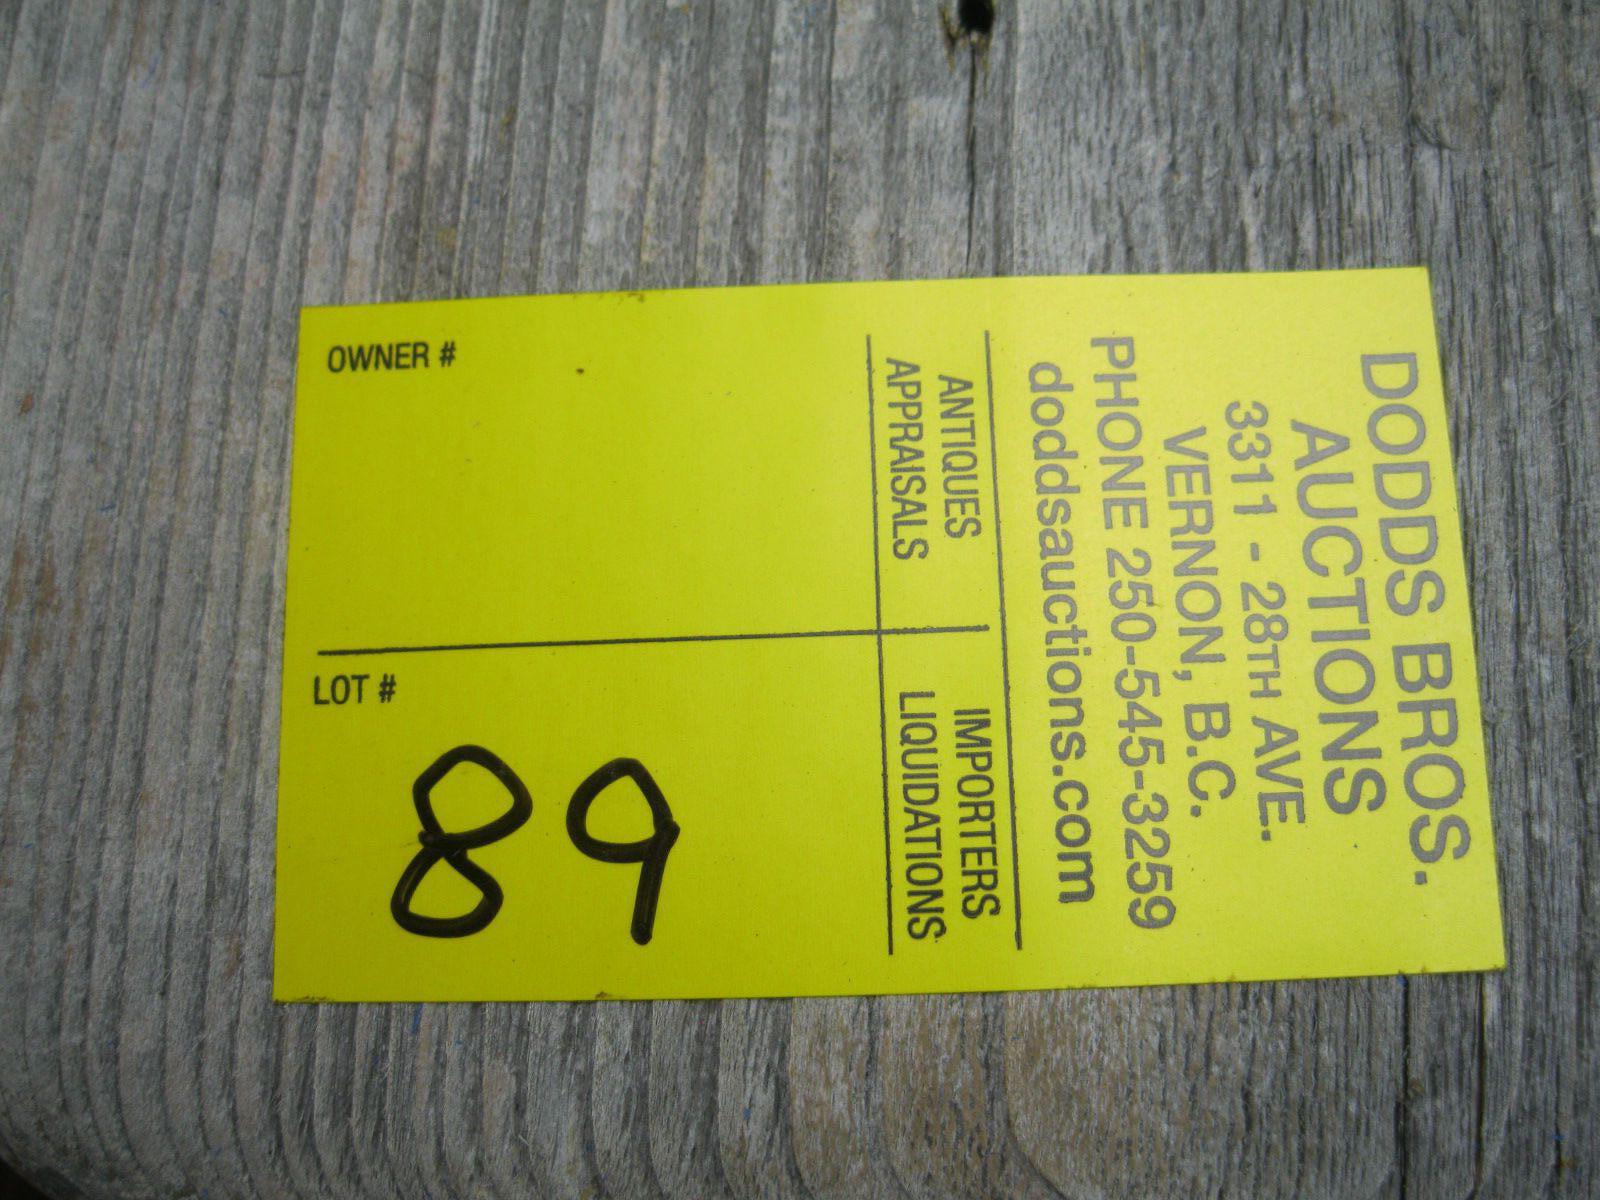 DODDS BROS.
AUCTIONS
3311 - 28TH AVE.
VERNON, B.C.
PHONE 250-545-3259
doddsauctions.com
ANTIQUES
APPRAISALS
IMPORTERS
LIQUIDATIONS
OWNER #
LOT #
89